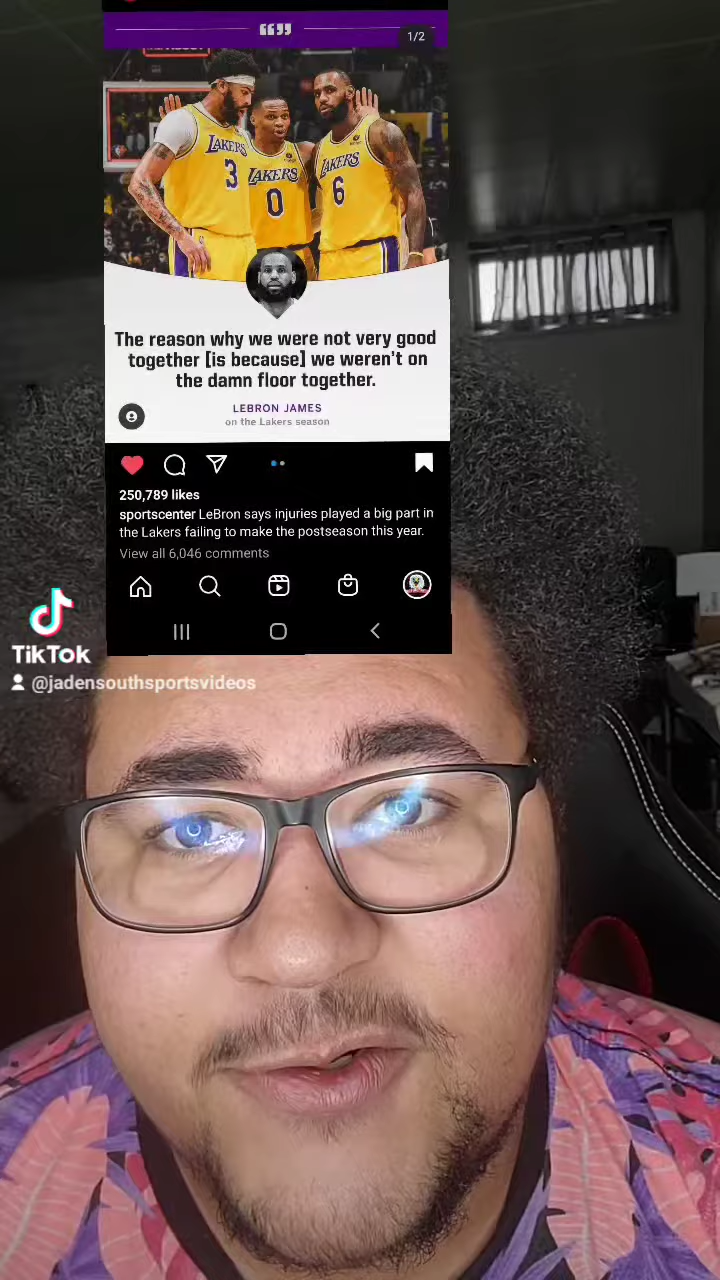 ““””
1/2
LAKERS
3
LAKERS
0
LAKERS
6
The reason why we were not very good
together [is because] we weren't on
the damn floor together.
LEBRON JAMES
on the Lakers season
250,789 likes
sportscenter LeBron says injuries played a big part in
the Lakers failing to make the postseason this year.
View all 6,046 comments
TikTok
@jadensouthsportsvideos